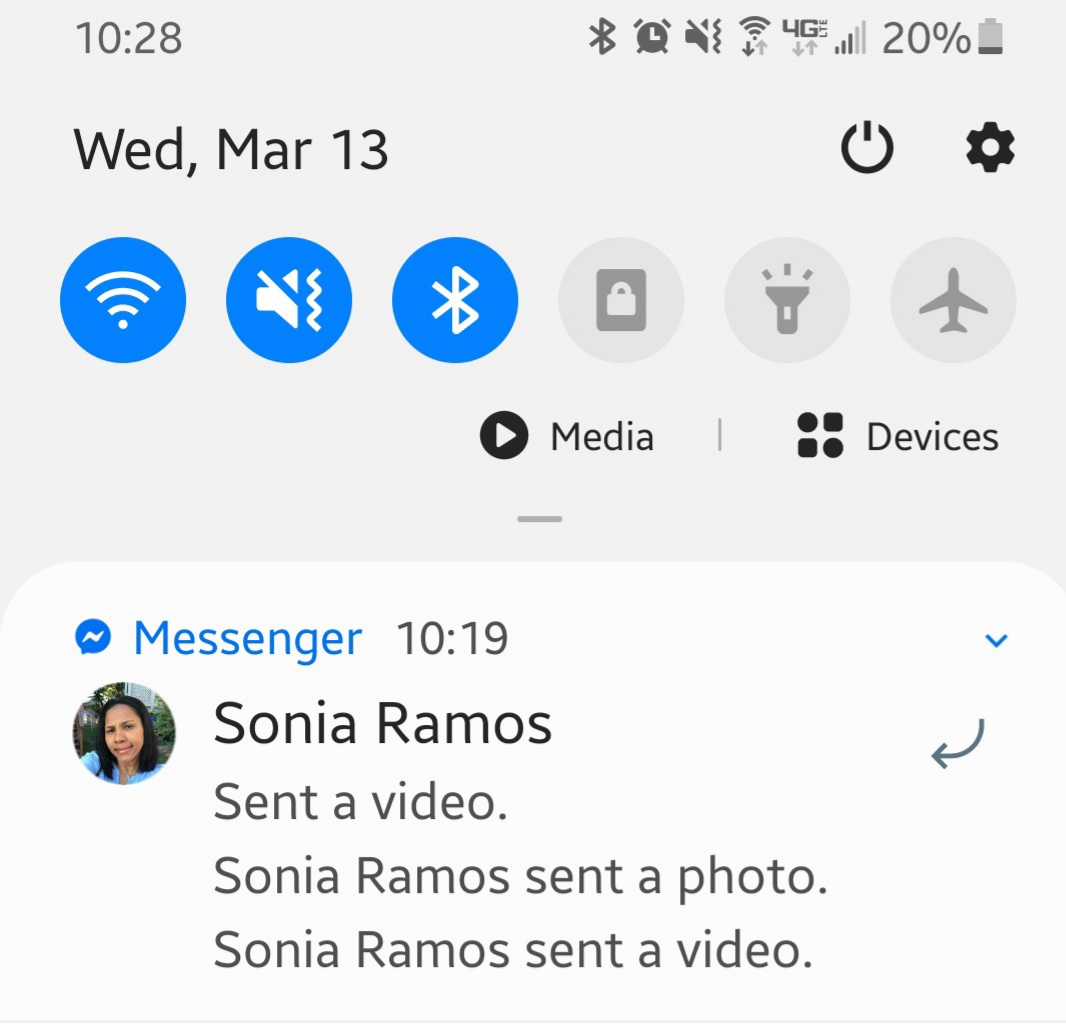 10:28 4G LTE 20%
Wed, Mar 13
Media | Devices
Messenger 10:19
Sonia Ramos
Sent a video.
Sonia Ramos sent a photo.
Sonia Ramos sent a video.